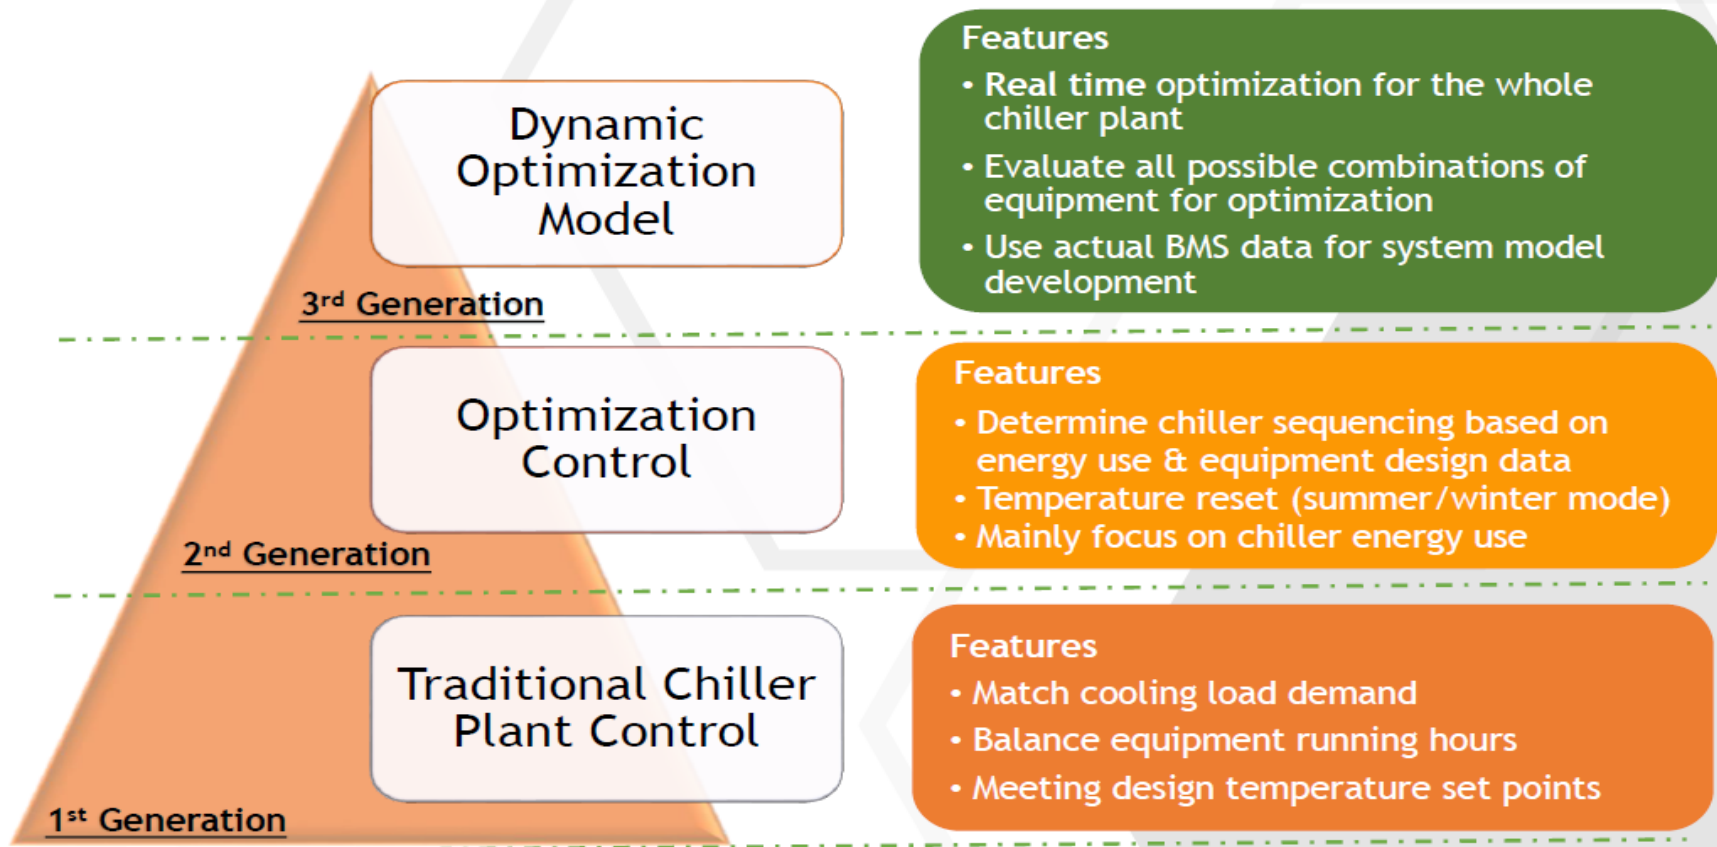 Dynamic
Optimization
Model
3rd Generation
Features
• Real time optimization for the whole
chiller plant
• Evaluate all possible combinations of
equipment for optimization
• Use actual BMS data for system model
development
Optimization
Control
2nd Generation
Features
• Determine chiller sequencing based on
energy use & equipment design data
• Temperature reset (summer/winter mode)
• Mainly focus on chiller energy use
Traditional Chiller
Plant Control
1st Generation
Features
• Match cooling load demand
• Balance equipment running hours
• Meeting design temperature set points